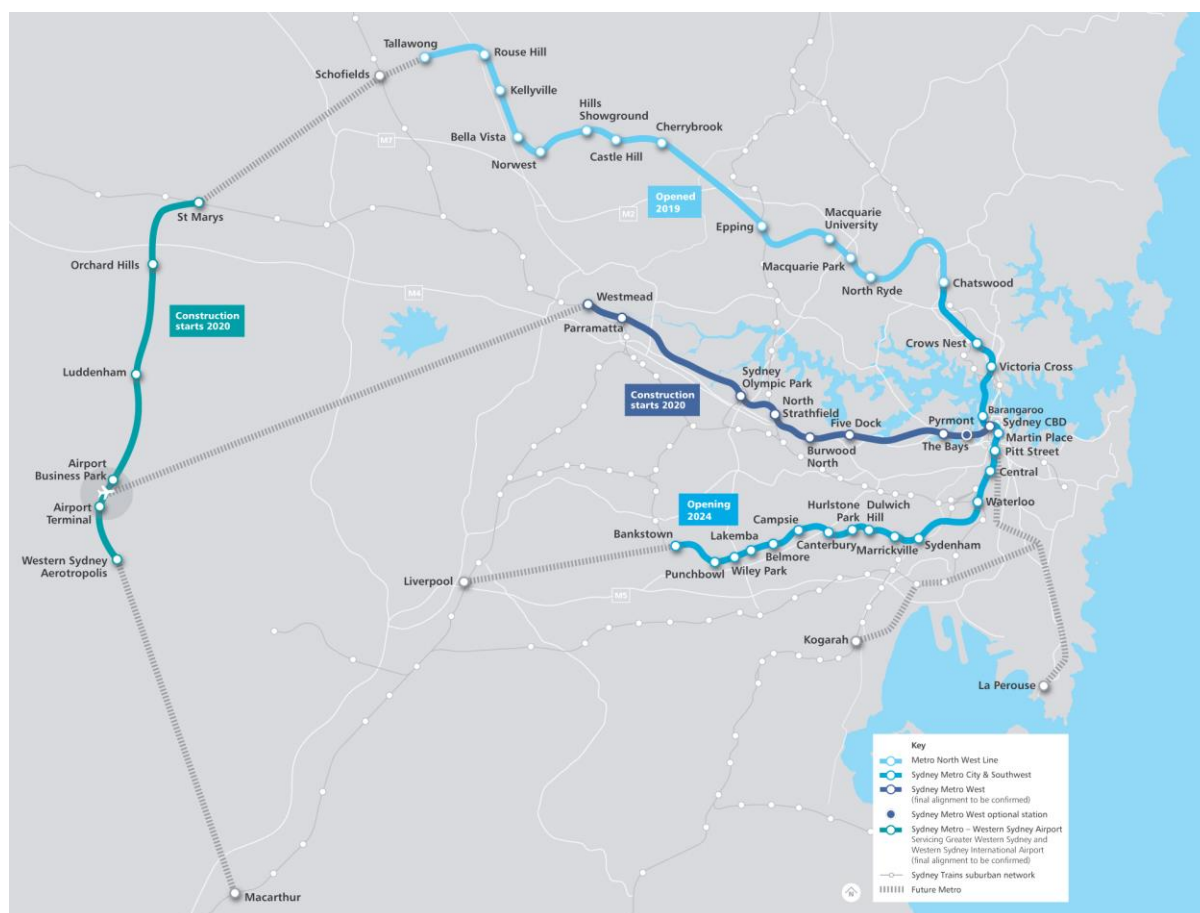 Tallawong
Rouse Hill
Schofields
Kellyville
Hills
Showground
Cherrybrook
Bella Vista
M7
Castle Hill
Norwest
Opened
2019
M2
Macquarie
University
St Marys
Epping
Orchard Hills
Macquarie Park
North Ryde
Chatswood
M4
Westmead
Construction
starts 2020
Parramatta
Crows Nest
Victoria Cross
Luddenham
Sydney
Olympic Park
Construction
starts 2020
North
Strathfield
Five Dock
Pyrmont
Barangaroo
Sydney CBD
Martin Place
Pitt Street
The Bays
Burwood
North
Airport
Business Park
Central
Airport
Terminal
Waterloo
Opening
2024
Hurlstone
Park
Dulwich
Hill
Campsie
Bankstown
Lakemba
Canterbury
Marrickville
Sydenham
Belmore
Punchbowl
Wiley Park
Western Sydney
Aerotropolis
Liverpool
M5
Kogarah
La Perouse
Macarthur
Key
Metro North West Line
Sydney Metro City & Southwest
Sydney Metro West
(final alignment to be confirmed)
Sydney Metro West optional station
Sydney Metro – Western Sydney Airport
Servicing Greater Western Sydney and
Western Sydney International Airport
(final alignment to be confirmed)
Sydney Trains suburban network
Future Metro
N